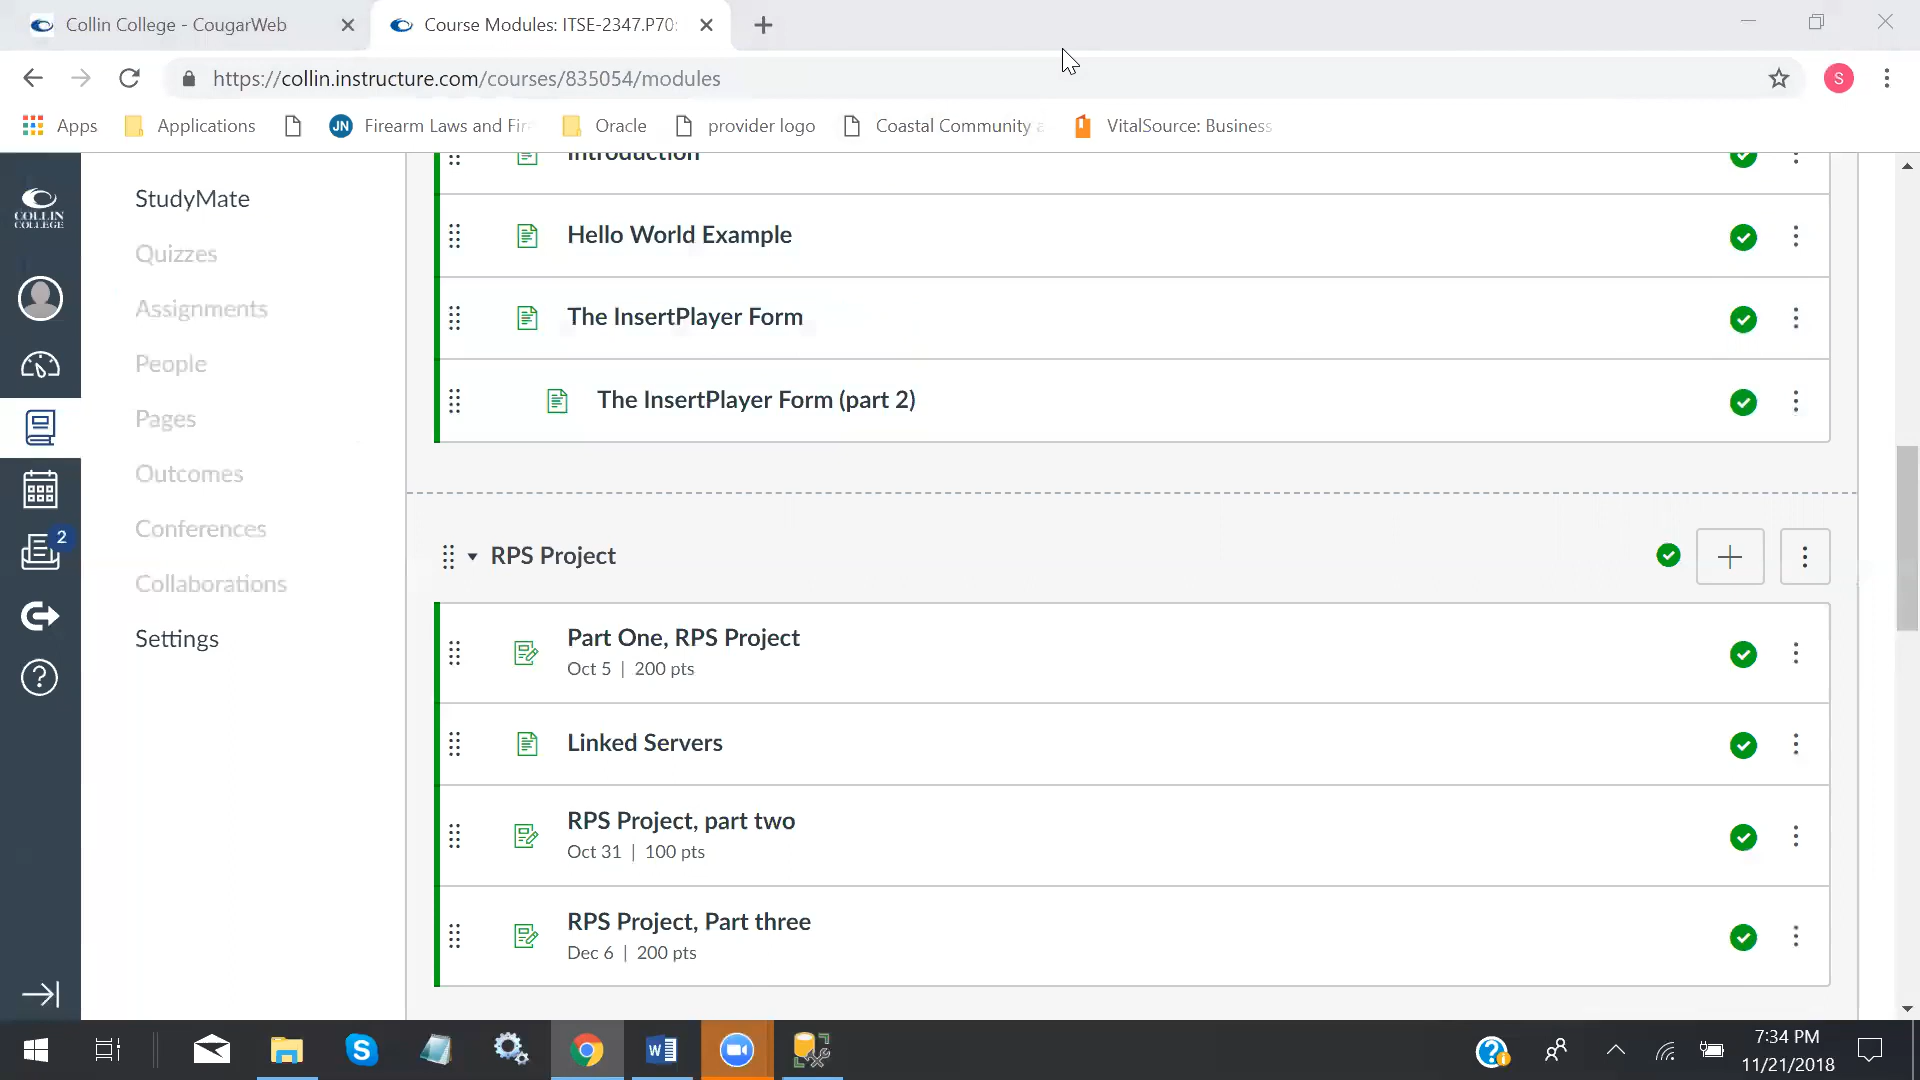 Collin College - CougarWeb
Course Modules: ITSE-2347.P70
https://collin.instructure.com/courses/835054/modules
S
Apps
Applications
JN
Firearm Laws and Fir
Oracle
provider logo
Coastal Community a
VitalSource: Business
COLLIN
COLLEGE
StudyMate
Quizzes
Assignments
People
Pages
Outcomes
Conferences
Collaborations
Settings
2
Introduction
Hello World Example
The InsertPlayer Form
The InsertPlayer Form (part 2)
RPS Project
Part One, RPS Project
Oct 5 | 200 pts
Linked Servers
RPS Project, part two
Oct 31 | 100 pts
RPS Project, Part three
Dec 6 | 200 pts
7:34 PM
11/21/2018